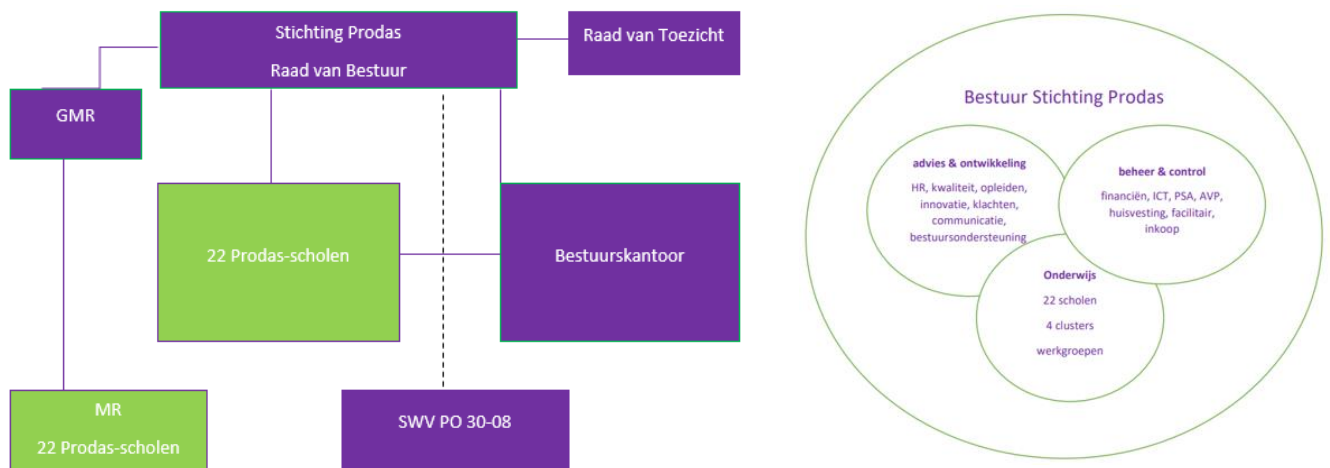 Stichting Prodas
Raad van Bestuur
Raad van Toezicht
GMR
22 Prodas-scholen
Bestuurskantoor
MR
22 Prodas-scholen
SWV PO 30-08
Bestuur Stichting Prodas
advies & ontwikkeling
HR, kwaliteit, opleiden,
innovatie, klachten,
communicatie,
bestuursondersteuning
beheer & control
financiën, ICT, PSA, AVP,
huisvesting, facilitair,
inkoop
Onderwijs
22 scholen
4 clusters
werkgroepen